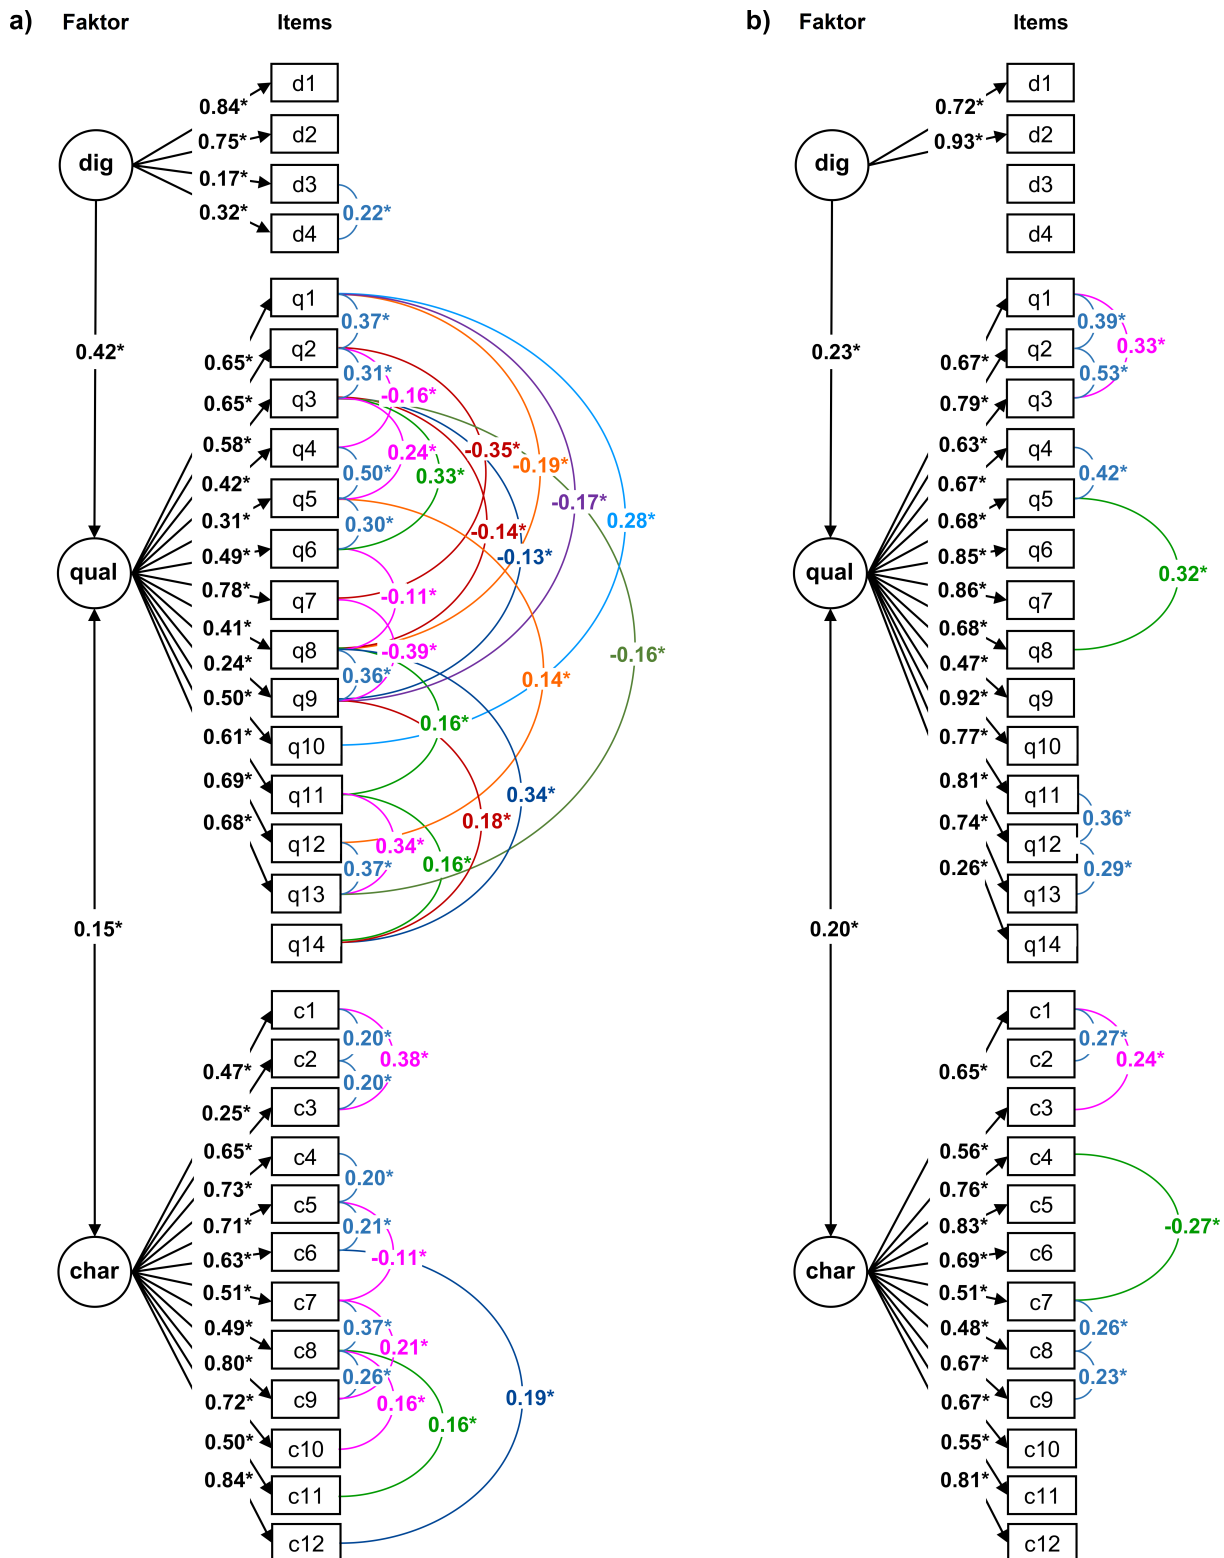 a) Faktor Items
d1
0.84*
d2
0.75*
dig
0.17*
d3
0.32*
0.22*
d4
q1
0.37*
0.42*
0.65*
q2
0.31*
-0.16*
0.65*
q3
0.58*
q4
0.24*
-0.35*
0.50*
0.33*
-0.19*
0.42*
q5
-0.17*
0.31*
0.30*
0.28*
-0.14*
0.49*
q6
-0.13*
qual
0.78*
q7
-0.11*
0.41*
q8
-0.39*
-0.16*
0.24*
0.36*
0.14*
0.50*
q9
0.16*
0.61*
q10
0.69*
q11
0.34*
0.68*
0.18*
q12
0.34*
0.37*
0.16*
q13
0.15*
q14
c1
0.20*
0.38*
0.47*
c2
0.20*
0.25*
c3
0.65*
c4
0.20*
0.73*
c5
0.71*
0.21*
0.63*
c6
-0.11*
char
0.51*
c7
0.49*
0.37*
0.21*
0.80*
c8
0.26*
0.72*
c9
0.16*
0.19*
0.16*
0.50*
c10
0.84*
c11
c12
b) Faktor Items
d1
0.72*
d2
0.93*
dig
d3
d4
q1
0.39*
0.33*
0.23*
0.67*
q2
0.53*
0.79*
q3
0.63*
q4
0.42*
0.67*
q5
0.68*
0.85*
q6
qual
0.32*
0.86*
q7
0.68*
q8
0.47*
0.92*
q9
0.77*
q10
0.81*
q11
0.36*
0.74*
q12
0.26*
0.29*
q13
0.20*
q14
c1
0.27*
0.24*
0.65*
c2
c3
0.56*
c4
0.76*
c5
0.83*
-0.27*
0.69*
c6
char
0.51*
c7
0.48*
0.26*
0.67*
c8
0.23*
0.67*
c9
0.55*
c10
0.81*
c11
c12